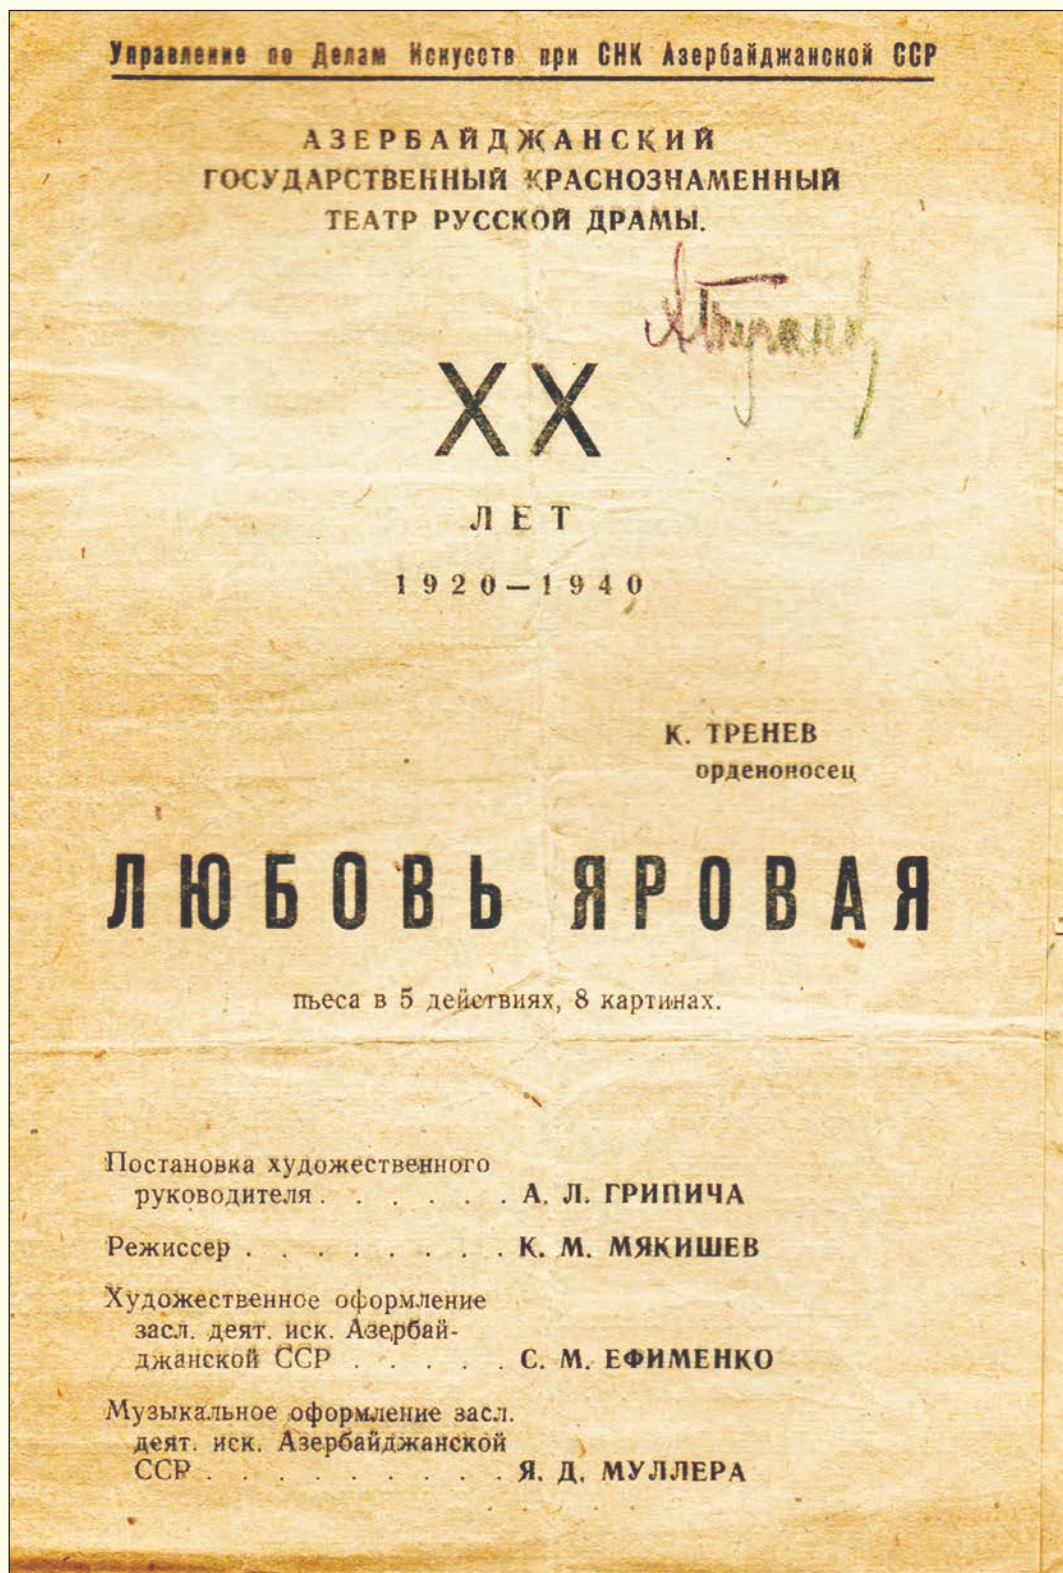 Управление по Делам Искусств при СНК Азербайджанской ССР
АЗЕРБАЙДЖАНСКИЙ
ГОСУДАРСТВЕННЫЙ КРАСНОЗНАМЕННЫЙ
ТЕАТР РУССКОЙ ДРАМЫ.
XX
ЛЕТ
1920—1940
К. ТРЕНЕВ
орденоносец
ЛЮБОВЬ ЯРОВАЯ
пьеса в 5 действиях, 8 картинах.
Постановка художественного
руководителя . . . . . . А. Л. ГРИПИЧА
Режиссер . . . . . . . . К. М. МЯКИШЕВ
Художественное оформление
засл. деят. иск. Азербай-
джанской ССР . . . . . С. М. ЕФИМЕНКО
Музыкальное оформление засл.
деят. иск. Азербайджанской
ССР . . . . . . . . . Я. Д. МУЛЛЕРА